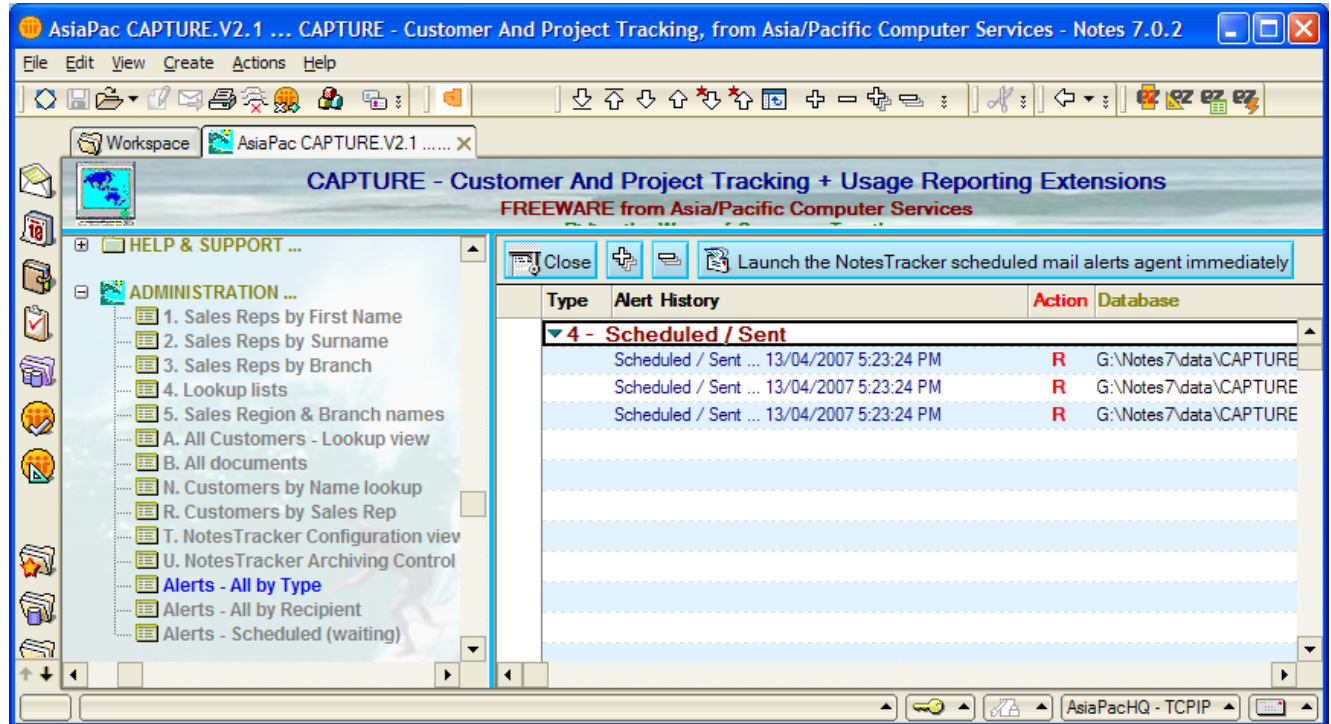 AsiaPac CAPTURE.V2.1 ... CAPTURE - Customer And Project Tracking, from Asia/Pacific Computer Services - Notes 7.0.2
File Edit View Create Actions Help
Workspace
AsiaPac CAPTURE.V2.1 ......
CAPTURE - Customer And Project Tracking + Usage Reporting Extensions
FREEWARE from Asia/Pacific Computer Services
HELP & SUPPORT ...
ADMINISTRATION ...
1. Sales Reps by First Name
2. Sales Reps by Surname
3. Sales Reps by Branch
4. Lookup lists
5. Sales Region & Branch names
A. All Customers - Lookup view
B. All documents
N. Customers by Name lookup
R. Customers by Sales Rep
T. NotesTracker Configuration view
U. NotesTracker Archiving Control
Alerts - All by Type
Alerts - All by Recipient
Alerts - Scheduled (waiting)
Close
Launch the NotesTracker scheduled mail alerts agent immediately
Type Alert History Action Database
4 - Scheduled / Sent
Scheduled / Sent ... 13/04/2007 5:23:24 PM R G:\Notes7\data\CAPTURE
Scheduled / Sent ... 13/04/2007 5:23:24 PM R G:\Notes7\data\CAPTURE
Scheduled / Sent ... 13/04/2007 5:23:24 PM R G:\Notes7\data\CAPTURE
AsiaPacHQ - TCPIP